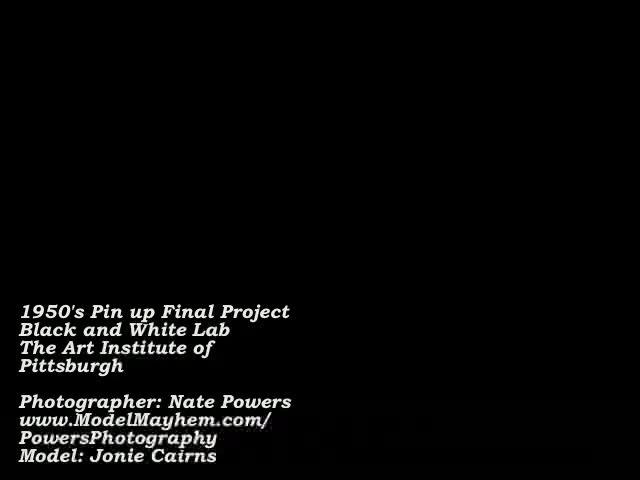 1950's Pin up Final Project
Black and White Lab
The Art Institute of
Pittsburgh
Photographer: Nate Powers
www.ModelMayhem.com/
PowersPhotography
Model: Jonie Cairns